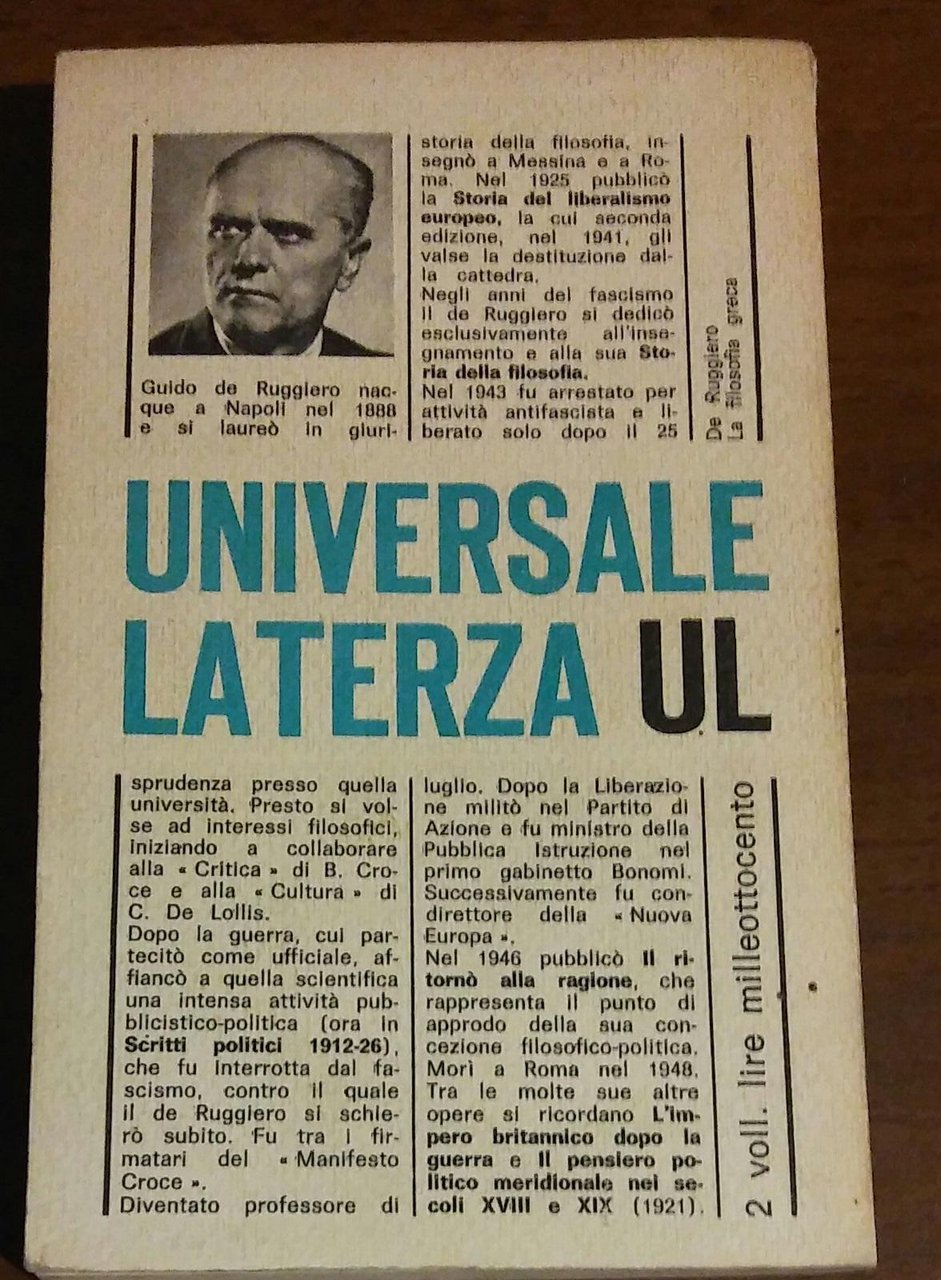 Guido de Ruggiero nac-
que a Napoli nel 1888
e si laureò in giuri-
sprudenza presso quella
università. Presto si vol-
se ad interessi filosofici,
iniziando a collaborare
alla « Critica » di B. Cro-
ce e alla « Cultura » di
C. De Lollis.
Dopo la guerra, cui par-
tecitò come ufficiale, af-
fiancò a quella scientifica
una intensa attività pub-
blicistico-politica (ora in
Scritti politici 1912-26),
che fu interrotta dal fa-
scismo, contro il quale
il de Ruggiero si schie-
rò subito. Fu tra i fir-
matari del « Manifesto
Croce ».
Diventato professore di
storia della filosofia, in-
segnò a Messina e a Ro-
ma. Nel 1925 pubblicò
la Storia del liberalismo
europeo, la cui seconda
edizione, nel 1941, gli
valse la destituzione dal-
la cattedra.
Negli anni del fascismo
il de Ruggiero si dedicò
esclusivamente all'inse-
gnamento e alla sua Sto-
ria della filosofia.
Nel 1943 fu arrestato per
attività antifascista e li-
berato solo dopo il 25
luglio. Dopo la Liberazio-
ne militò nel Partito di
Azione e fu ministro della
Pubblica Istruzione nel
primo gabinetto Bonomi.
Successivamente fu con-
direttore della « Nuova
Europa ».
Nel 1946 pubblicò Il ri-
tornò alla ragione, che
rappresenta il punto di
approdo della sua con-
cezione filosofico-politica.
Morì a Roma nel 1948.
Tra le molte sue altre
opere si ricordano L'im-
pero britannico dopo la
guerra e Il pensiero po-
litico meridionale nei se-
coli XVIII e XIX (1921).
De Ruggiero
La filosofia greca
UNIVERSALE
LATERZA UL
2 voll. lire milleottocento